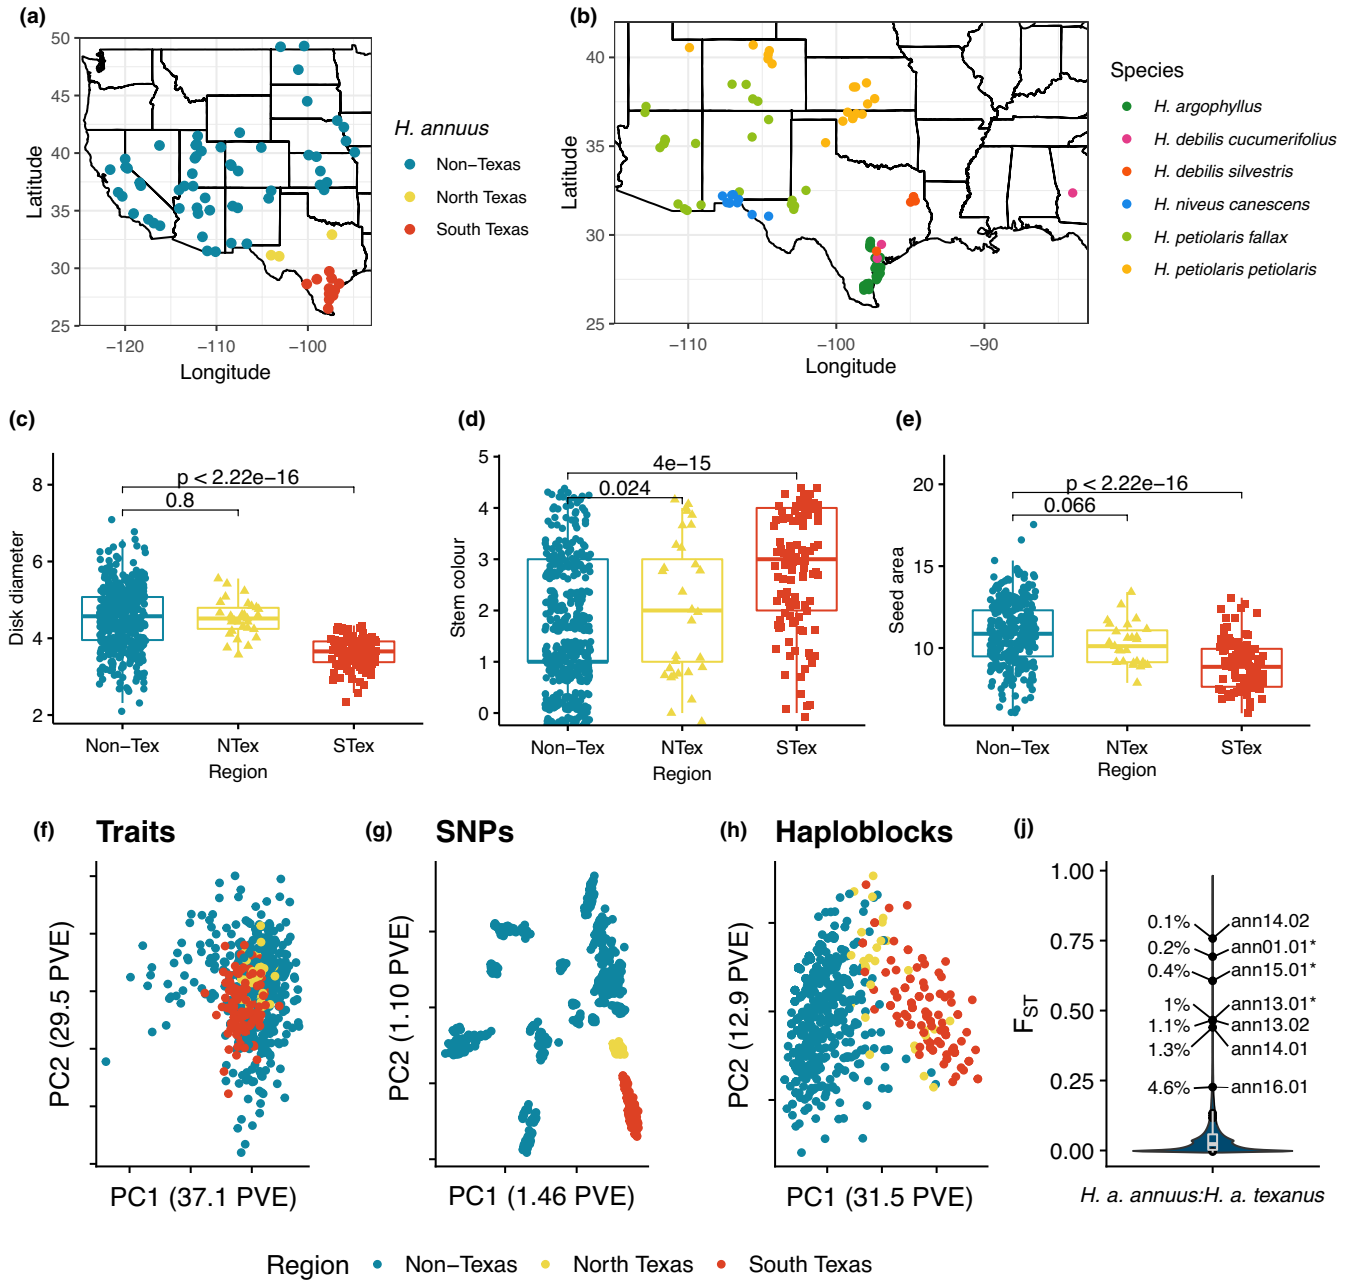 (a)
50
45
40
35
30
25
Latitude
−120
−110
−100
Longitude
H. annuus
Non−Texas
North Texas
South Texas
(b)
40
35
30
25
Latitude
−110
−100
−90
Longitude
Species
H. argophyllus
H. debilis cucumerifolius
H. debilis silvestris
H. niveus canescens
H. petiolaris fallax
H. petiolaris petiolaris
(c)
8
6
4
2
Disk diameter
p < 2.22e−16
0.8
Non−Tex
NTex
STex
Region
(d)
5
4
3
2
1
0
Stem colour
4e−15
0.024
Non−Tex
NTex
STex
Region
(e)
20
15
10
Seed area
p < 2.22e−16
0.066
Non−Tex
NTex
STex
Region
(f)
Traits
PC2 (29.5 PVE)
PC1 (37.1 PVE)
(g)
SNPs
PC2 (1.10 PVE)
PC1 (1.46 PVE)
(h)
Haploblocks
PC2 (12.9 PVE)
PC1 (31.5 PVE)
(j)
1.00
0.75
0.50
0.25
0.00
FST
0.1% ann14.02
0.2% ann01.01*
0.4% ann15.01*
1% ann13.01*
1.1% ann13.02
1.3% ann14.01
4.6% ann16.01
H. a. annuus:H. a. texanus
Region Non−Texas North Texas South Texas